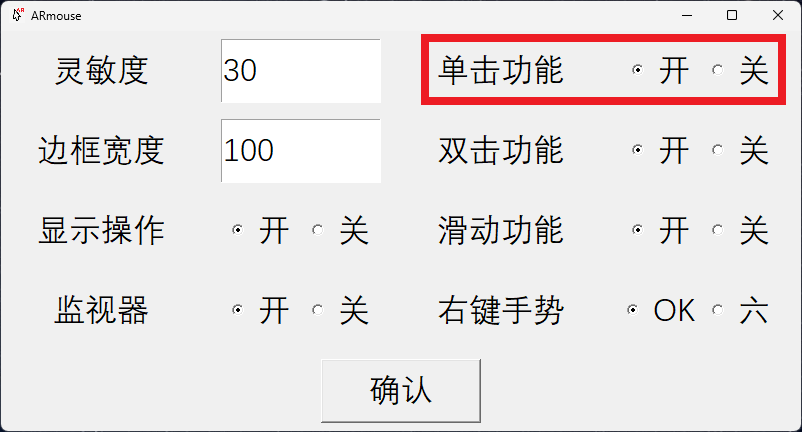 ARmouse
灵敏度 30 单击功能 开 关
边框宽度 100 双击功能 开 关
显示操作 开 关 滑动功能 开 关
监视器 开 关 右键手势 OK 六
确认